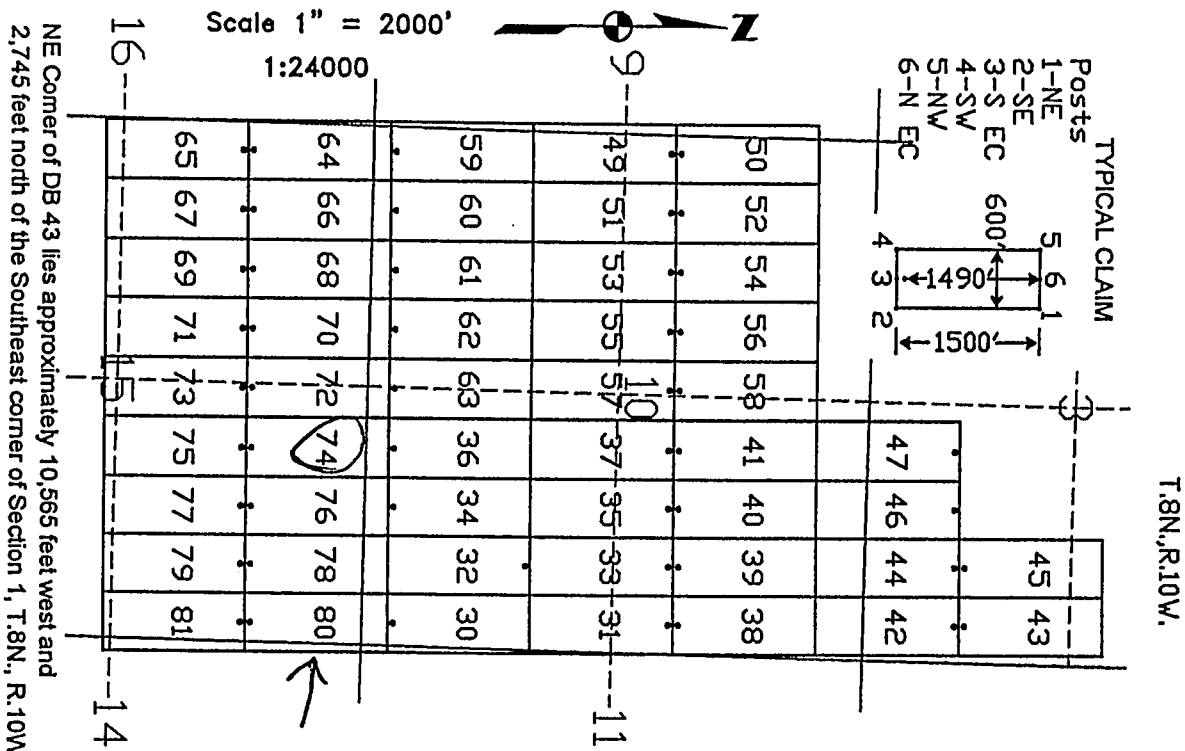 Scale 1" = 2000'
1:24000
Z
T.8N.,R.10W.
TYPICAL CLAIM
Posts
1-NE
2-SE
3-S EC
4-SW
5-NW
6-N EC
5 6 1
4 3 2
600'
1490'
1500'
16
9
15
10
3
14
11
65 64 59 49 50
67 66 60 51 52
69 68 61 53 54
71 70 62 55 56
73 72 63 57 58
75 74 36 37 41 47
77 76 34 35 40 46
79 78 32 33 39 44 45
81 80 30 31 38 42 43
NE Corner of DB 43 lies approximately 10,565 feet west and
2,745 feet north of the Southeast corner of Section 1, T.8N., R.10W